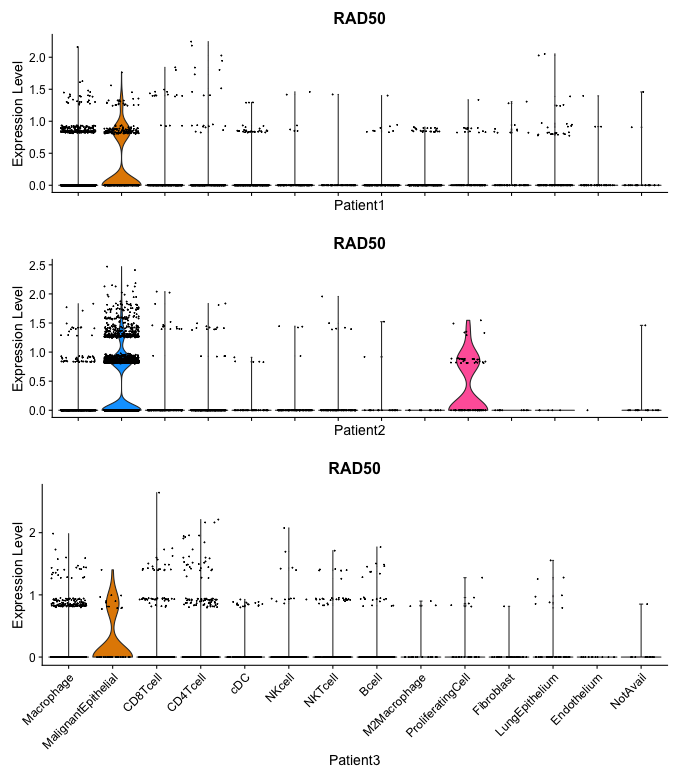 RAD50
Expression Level
2.0
1.5
1.0
0.5
0.0
Patient1
RAD50
Expression Level
2.5
2.0
1.5
1.0
0.5
0.0
Patient2
RAD50
Expression Level
2
1
0
Macrophage
MalignantEpithelial
CD8Tcell
CD4Tcell
cDC
NKcell
NKTcell
Bcell
M2Macrophage
ProliferatingCell
Fibroblast
LungEpithelium
Endothelium
NotAvail
Patient3